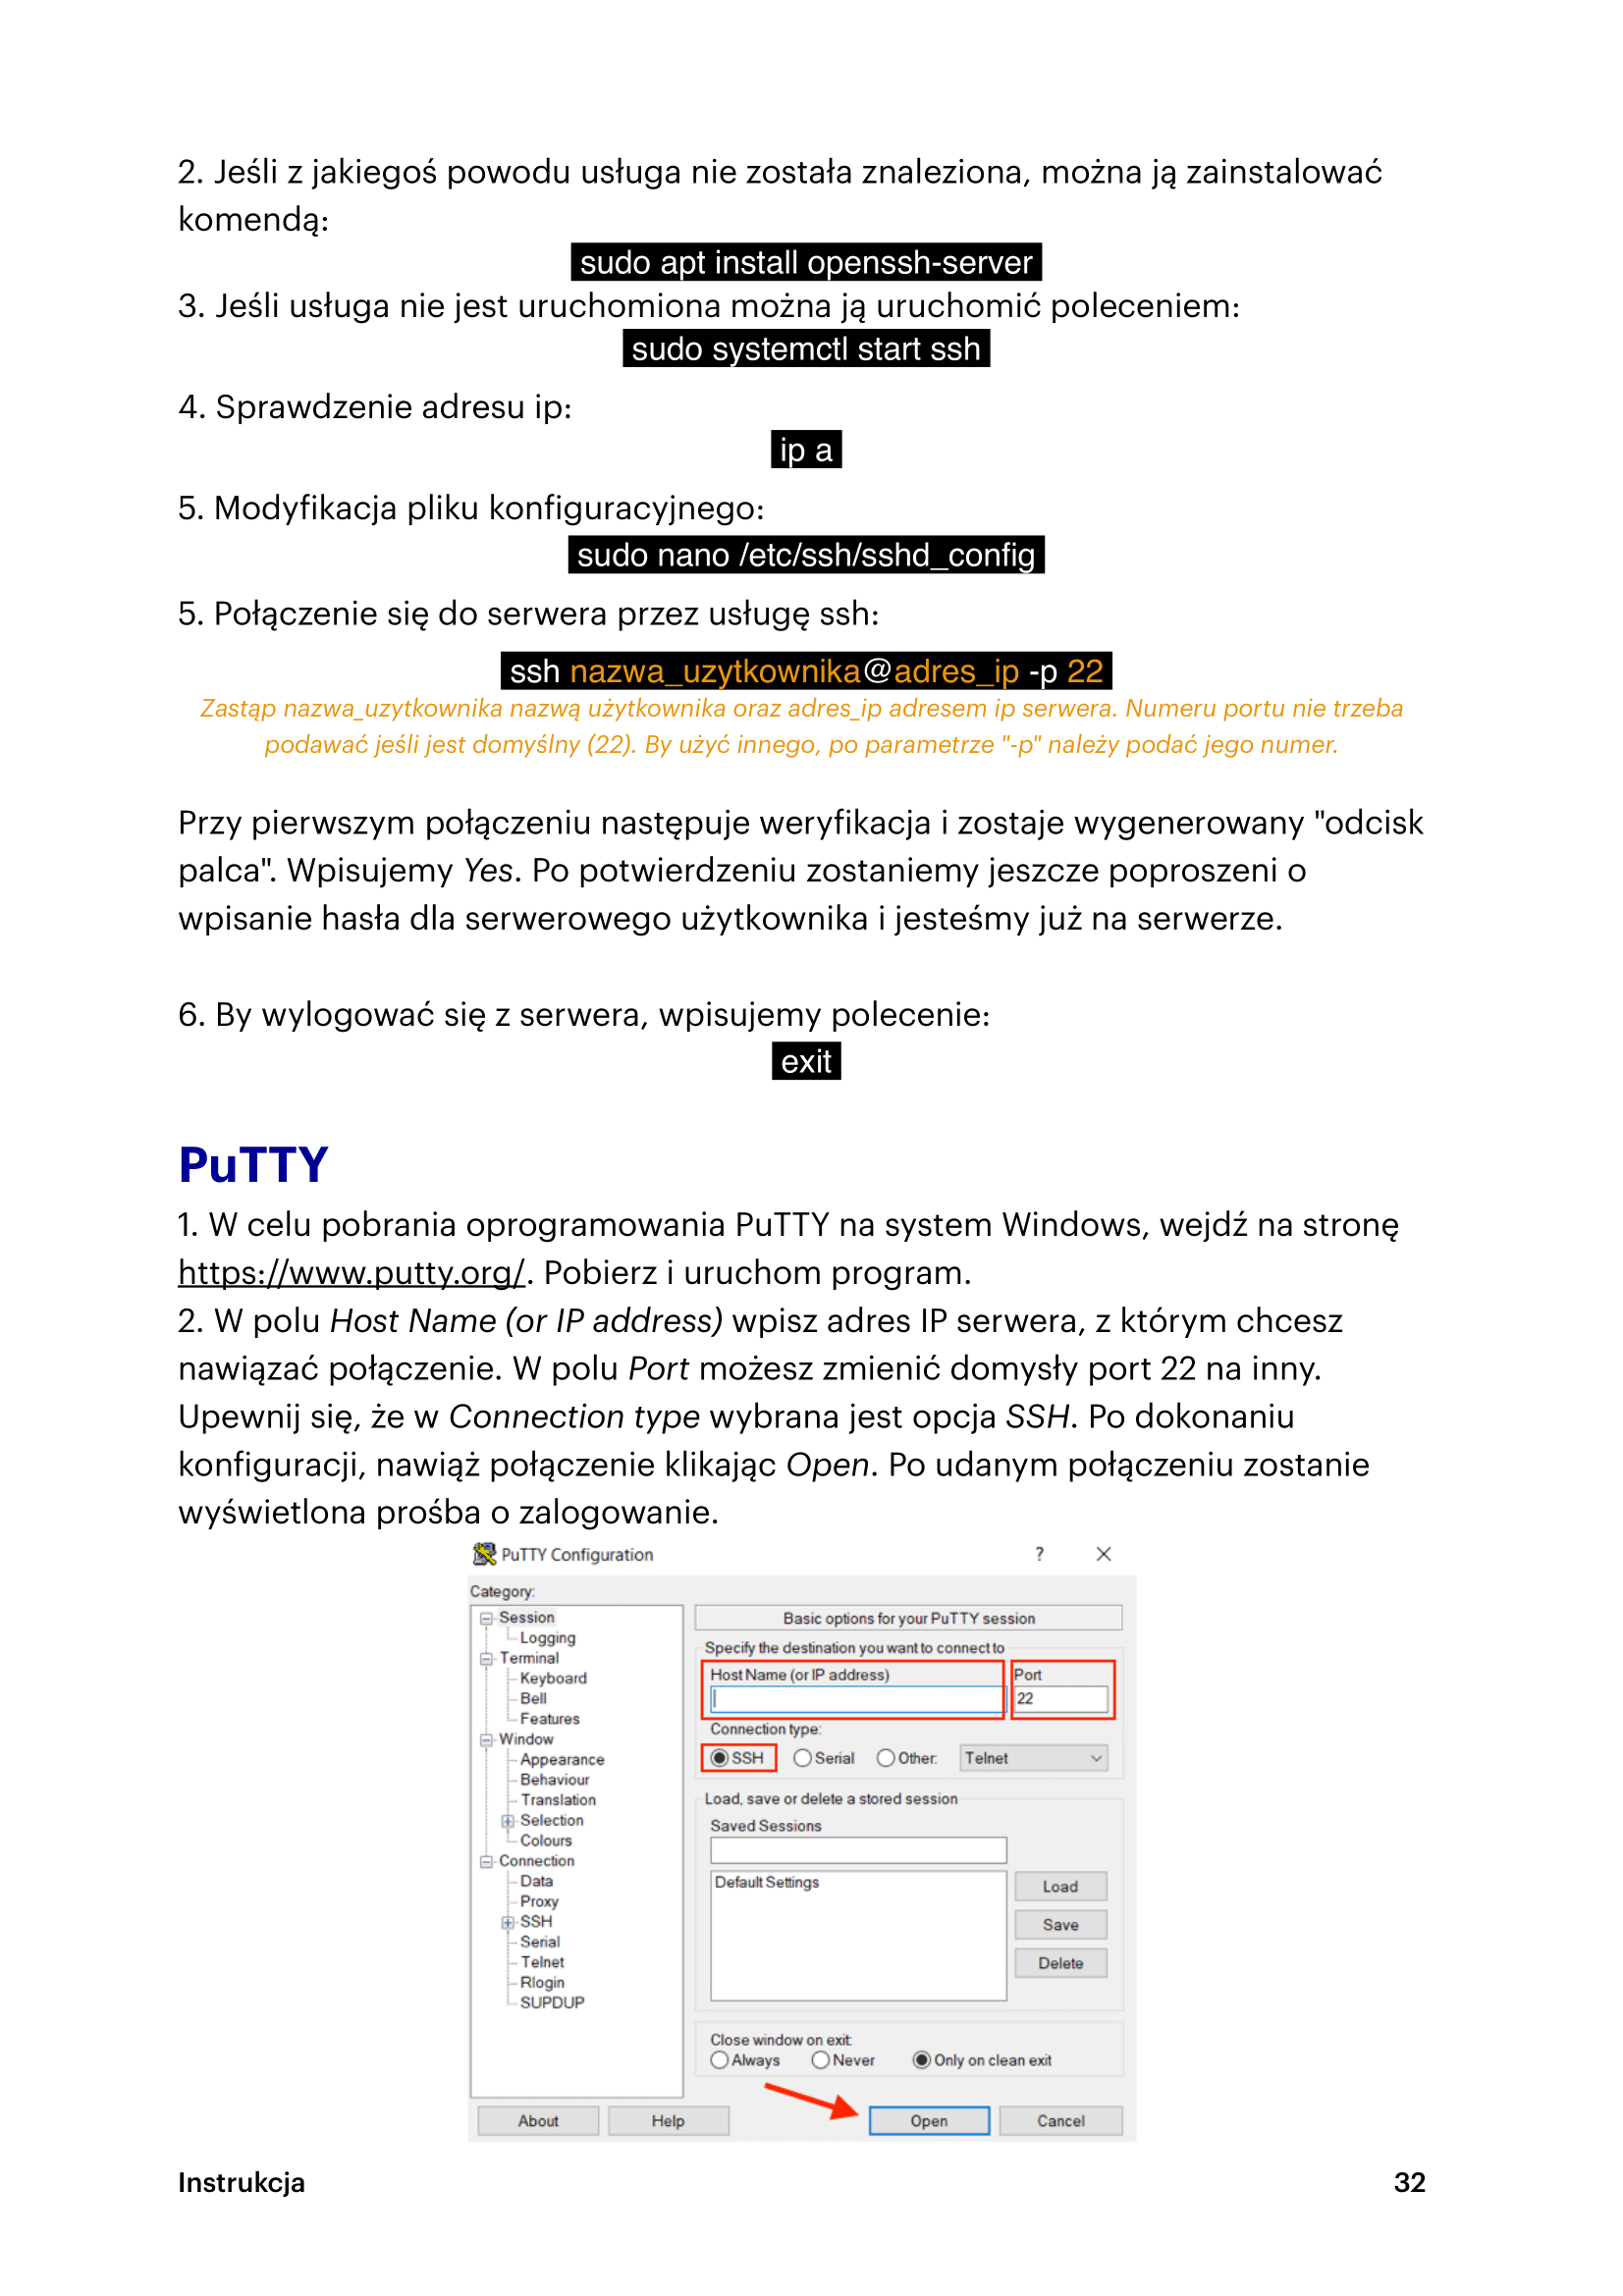 2. Jeśli z jakiegoś powodu usługa nie została znaleziona, można ją zainstalować
komendą:
sudo apt install openssh-server
3. Jeśli usługa nie jest uruchomiona można ją uruchomić poleceniem:
sudo systemctl start ssh
4. Sprawdzenie adresu ip:
ip a
5. Modyfikacja pliku konfiguracyjnego:
sudo nano /etc/ssh/sshd_config
5. Połączenie się do serwera przez usługę ssh:
ssh nazwa_uzytkownika@adres_ip -p 22
Zastąp nazwa_uzytkownika nazwą użytkownika oraz adres_ip adresem ip serwera. Numeru portu nie trzeba
podawać jeśli jest domyślny (22). By użyć innego, po parametrze "-p" należy podać jego numer.
Przy pierwszym połączeniu następuje weryfikacja i zostaje wygenerowany "odcisk
palca". Wpisujemy Yes. Po potwierdzeniu zostaniemy jeszcze poproszeni o
wpisanie hasła dla serwerowego użytkownika i jesteśmy już na serwerze.
6. By wylogować się z serwera, wpisujemy polecenie:
exit
PuTTY
1. W celu pobrania oprogramowania PuTTY na system Windows, wejdź na stronę
https://www.putty.org/. Pobierz i uruchom program.
2. W polu Host Name (or IP address) wpisz adres IP serwera, z którym chcesz
nawiązać połączenie. W polu Port możesz zmienić domysły port 22 na inny.
Upewnij się, że w Connection type wybrana jest opcja SSH. Po dokonaniu
konfiguracji, nawiąż połączenie klikając Open. Po udanym połączeniu zostanie
wyświetlona prośba o zalogowanie.
PuTTY Configuration ?
Category:
Session
Logging
Terminal
Keyboard
Bell
Features
Window
Appearance
Behaviour
Translation
Selection
Colours
Connection
Data
Proxy
SSH
Serial
Telnet
Rlogin
SUPDUP
Basic options for your PuTTY session
Specify the destination you want to connect to
Host Name (or IP address) Port
22
Connection type:
SSH Serial Other: Telnet
Load, save or delete a stored session
Saved Sessions
Default Settings
Load
Save
Delete
Close window on exit:
Always Never Only on clean exit
About Help Open Cancel
Instrukcja 32